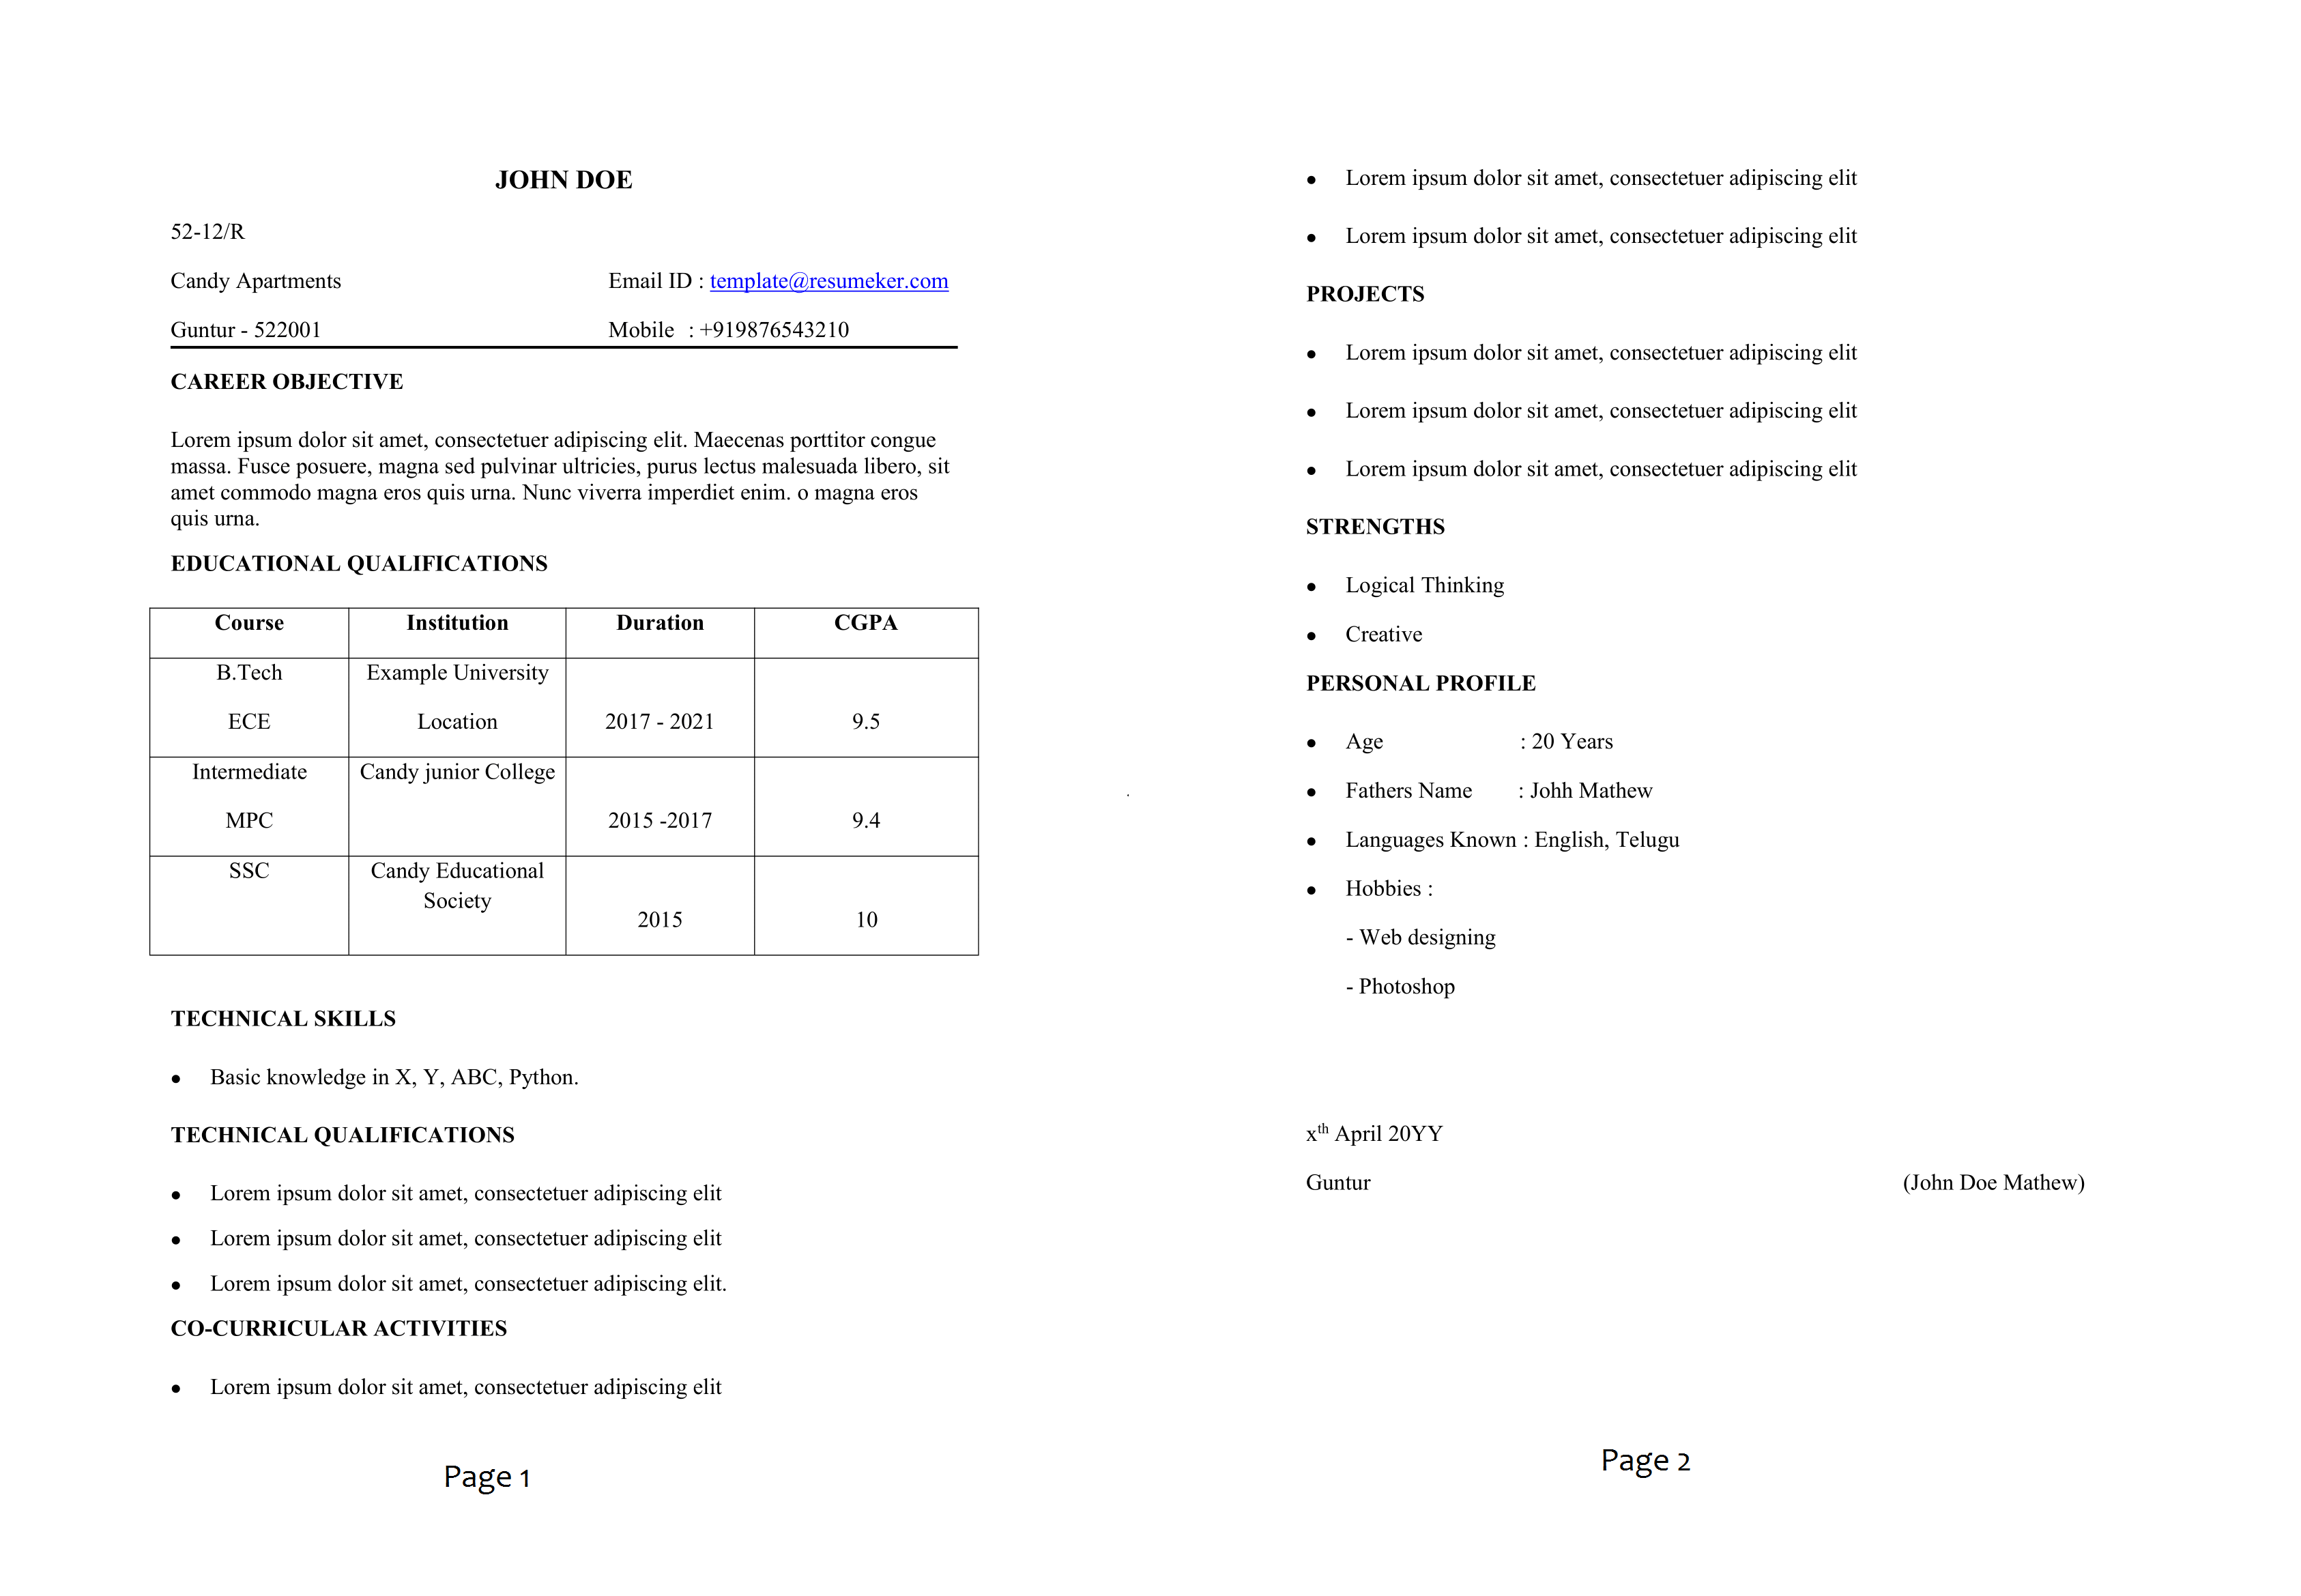 JOHN DOE
52-12/R
Candy Apartments Email ID : template@resumeker.com
Guntur - 522001 Mobile : +919876543210
CAREER OBJECTIVE
Lorem ipsum dolor sit amet, consectetuer adipiscing elit. Maecenas porttitor congue
massa. Fusce posuere, magna sed pulvinar ultricies, purus lectus malesuada libero, sit
amet commodo magna eros quis urna. Nunc viverra imperdiet enim. o magna eros
quis urna.
EDUCATIONAL QUALIFICATIONS
Course Institution Duration CGPA
B.Tech Example University
ECE Location 2017 - 2021 9.5
Intermediate Candy junior College
MPC 2015 -2017 9.4
SSC Candy Educational
Society
2015 10
TECHNICAL SKILLS
● Basic knowledge in X, Y, ABC, Python.
TECHNICAL QUALIFICATIONS
● Lorem ipsum dolor sit amet, consectetuer adipiscing elit
● Lorem ipsum dolor sit amet, consectetuer adipiscing elit
● Lorem ipsum dolor sit amet, consectetuer adipiscing elit.
CO-CURRICULAR ACTIVITIES
● Lorem ipsum dolor sit amet, consectetuer adipiscing elit
Page 1
● Lorem ipsum dolor sit amet, consectetuer adipiscing elit
● Lorem ipsum dolor sit amet, consectetuer adipiscing elit
PROJECTS
● Lorem ipsum dolor sit amet, consectetuer adipiscing elit
● Lorem ipsum dolor sit amet, consectetuer adipiscing elit
● Lorem ipsum dolor sit amet, consectetuer adipiscing elit
STRENGTHS
● Logical Thinking
● Creative
PERSONAL PROFILE
● Age : 20 Years
● Fathers Name : Johh Mathew
● Languages Known : English, Telugu
● Hobbies :
- Web designing
- Photoshop
xth April 20YY
Guntur (John Doe Mathew)
Page 2